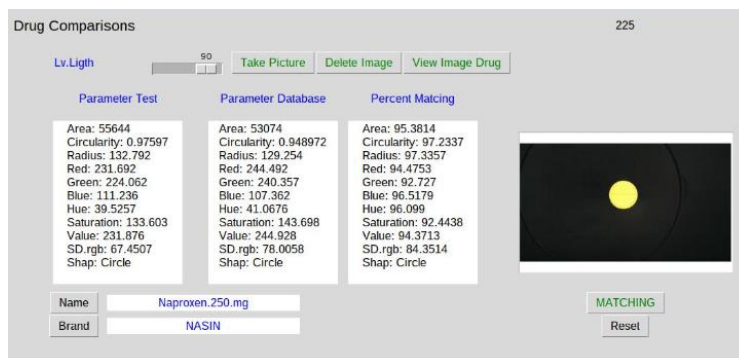 Drug Comparisons
225
Lv.Ligth
90
Take Picture
Delete Image
View Image Drug
Parameter Test
Parameter Database
Percent Matcing
Area: 55644
Circularity: 0.97597
Radius: 132.792
Red: 231.692
Green: 224.062
Blue: 111.236
Hue: 39.5257
Saturation: 133.603
Value: 231.876
SD.rgb: 67.4507
Shap: Circle
Area: 53074
Circularity: 0.948972
Radius: 129.254
Red: 244.492
Green: 240.357
Blue: 107.362
Hue: 41.0676
Saturation: 143.698
Value: 244.928
SD.rgb: 78.0058
Shap: Circle
Area: 95.3814
Circularity: 97.2337
Radius: 97.3357
Red: 94.4753
Green: 92.727
Blue: 96.5179
Hue: 96.099
Saturation: 92.4438
Value: 94.3713
SD.rgb: 84.3514
Shap: Circle
Name
Naproxen.250.mg
Brand
NASIN
MATCHING
Reset